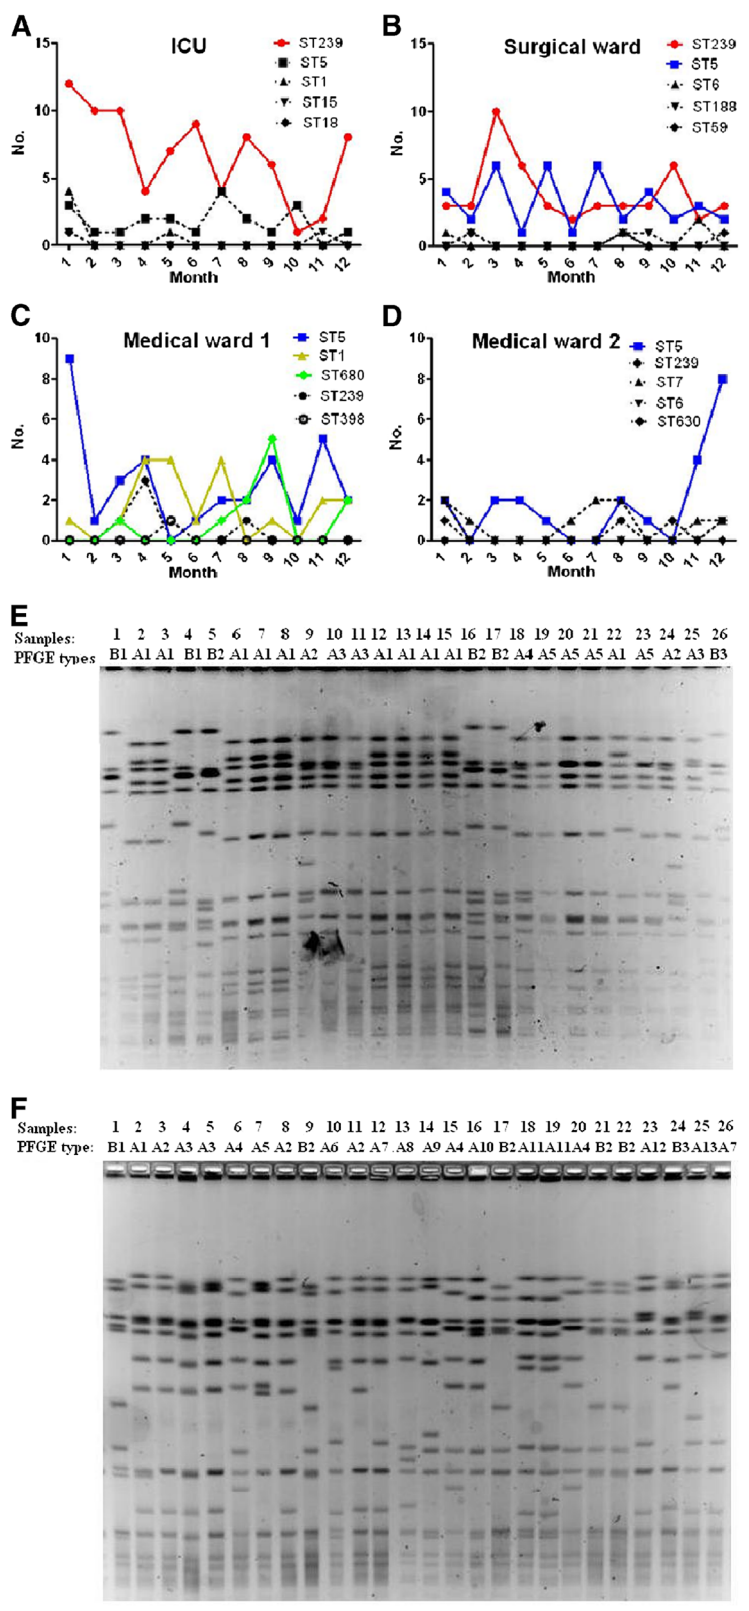 A
ICU
15
10
5
0
No.
ST239
ST5
ST1
ST15
ST18
1 2 3 4 5 6 7 8 9 10 11 12
Month
B
Surgical ward
15
10
5
0
No.
ST239
ST5
ST6
ST188
ST59
1 2 3 4 5 6 7 8 9 10 11 12
Month
C
Medical ward 1
10
8
6
4
2
0
No.
ST5
ST1
ST680
ST239
ST398
1 2 3 4 5 6 7 8 9 10 11 12
Month
D
Medical ward 2
10
8
6
4
2
0
No.
ST5
ST239
ST7
ST6
ST630
1 2 3 4 5 6 7 8 9 10 11 12
Month
E
Samples: 1 2 3 4 5 6 7 8 9 10 11 12 13 14 15 16 17 18 19 20 21 22 23 24 25 26
PFGE types B1 A1 A1 B1 B2 A1 A1 A1 A2 A3 A3 A1 A1 A1 A1 B2 B2 A4 A5 A5 A5 A1 A5 A2 A3 B3
F
Samples: 1 2 3 4 5 6 7 8 9 10 11 12 13 14 15 16 17 18 19 20 21 22 23 24 25 26
PFGE type: B1 A1 A2 A3 A3 A4 A5 A2 B2 A6 A2 A7 A8 A9 A4 A10 B2 A11 A11 A4 B2 B2 A12 B3 A13 A7